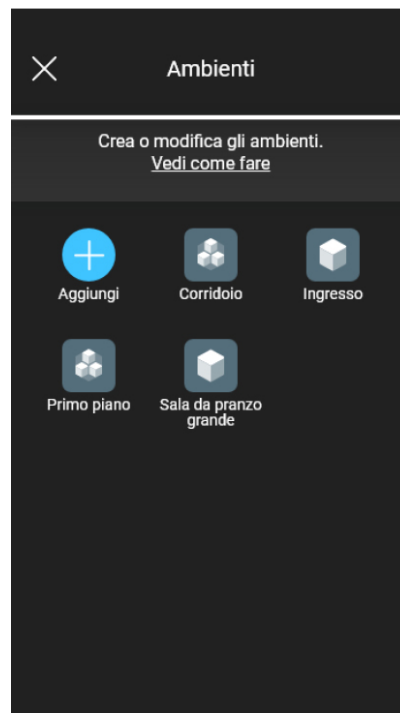 Ambienti
Crea o modifica gli ambienti.
Vedi come fare
Aggiungi
Corridoio
Ingresso
Primo piano
Sala da pranzo
grande